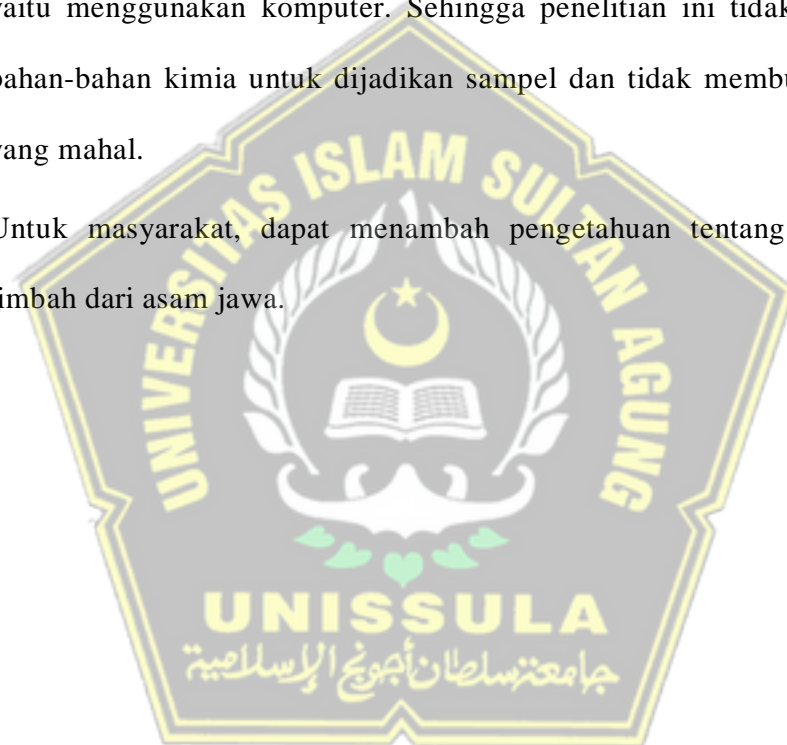 yaitu menggunakan komputer. Sehingga penelitian ini tidak
bahan-bahan kimia untuk dijadikan sampel dan tidak membu
yang mahal.
Untuk masyarakat, dapat menambah pengetahuan tentang
limbah dari asam jawa.
UNIVERSITAS ISLAM SULTAN AGUNG
UNISSULA
جامعة سلطان أجونج الإسلامية